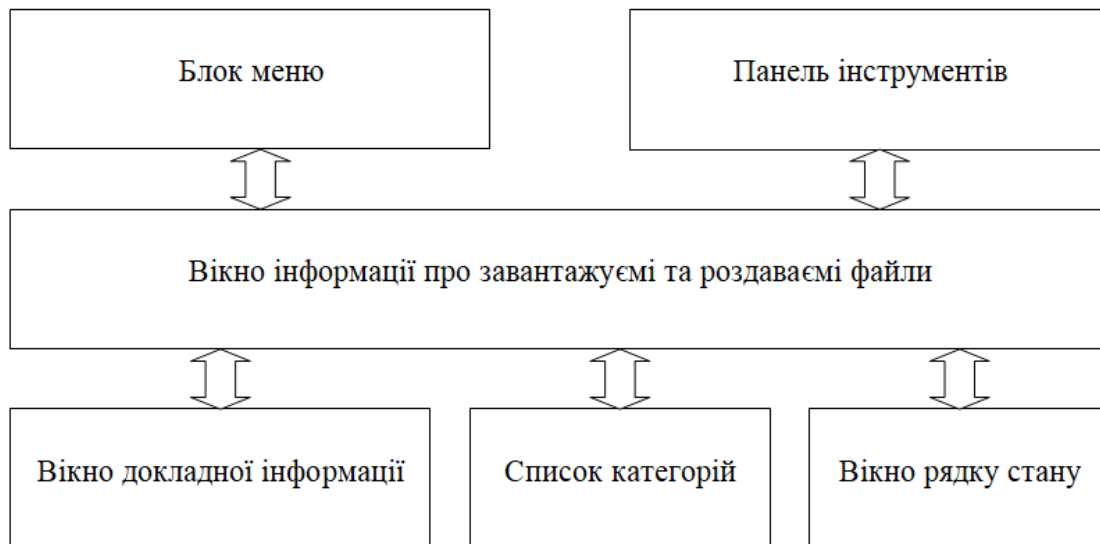 Блок меню
Панель інструментів
Вікно інформації про завантажуємі та роздаваємі файли
Вікно докладної інформації
Список категорій
Вікно рядку стану